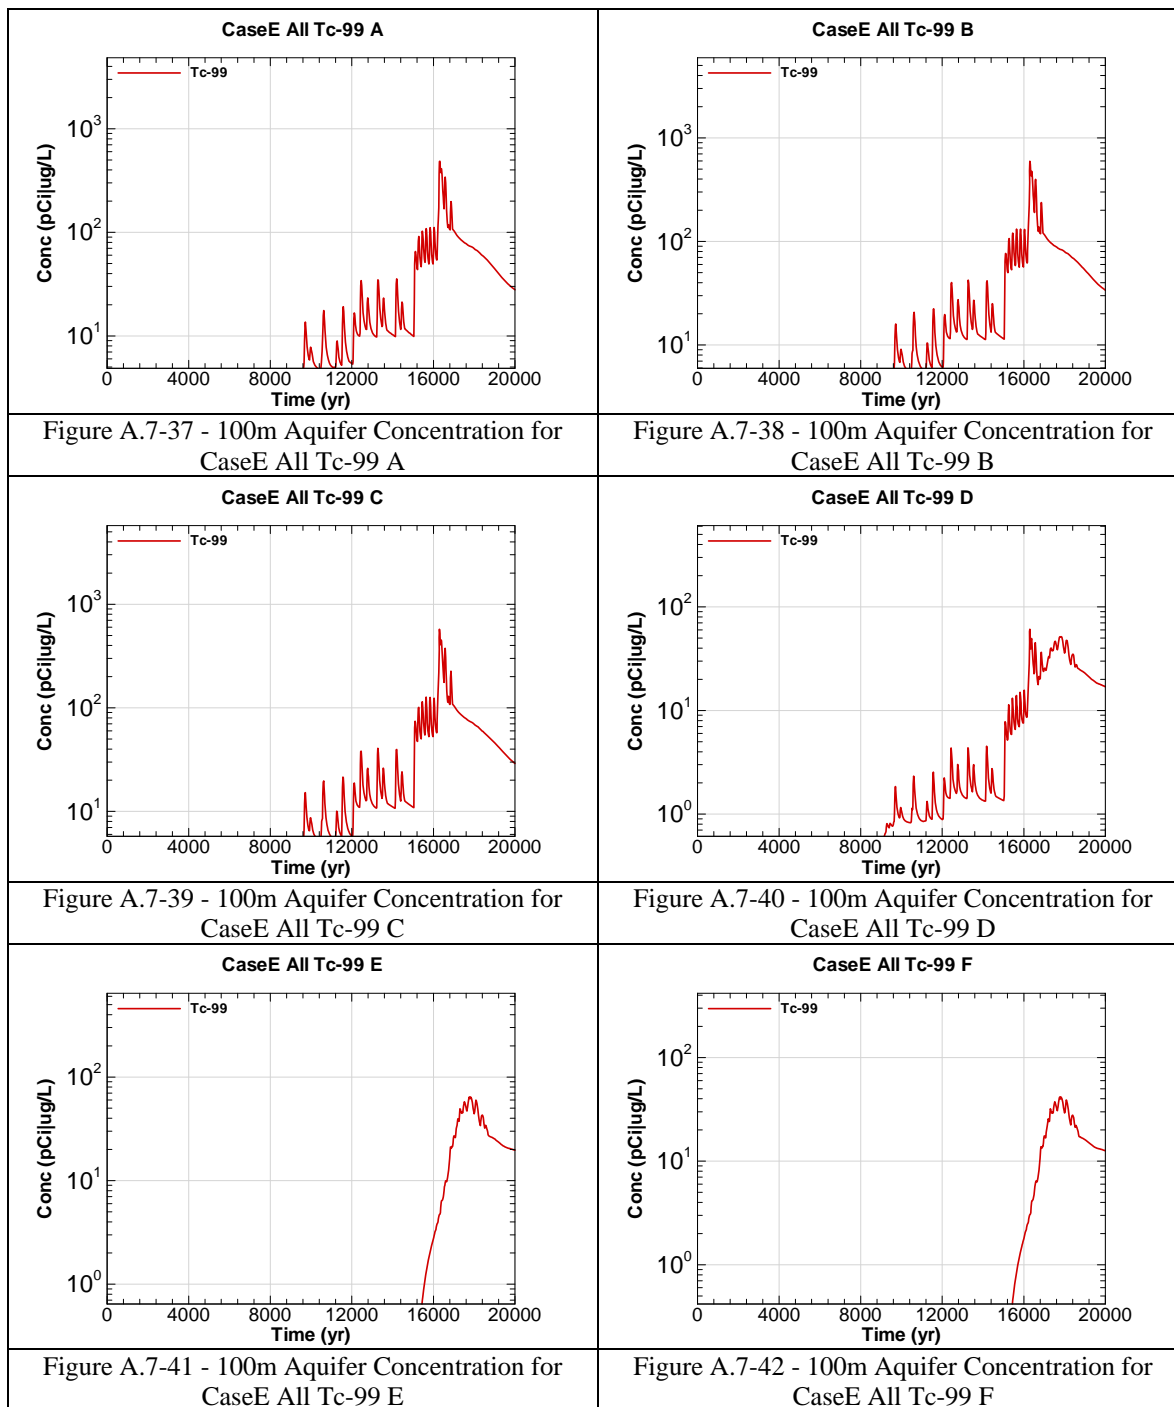 CaseE All Tc-99 A
Tc-99
Conc (pCi|ug/L)
10^3
10^2
10^1
0 4000 8000 12000 16000 20000
Time (yr)
Figure A.7-37 - 100m Aquifer Concentration for
CaseE All Tc-99 A
CaseE All Tc-99 B
Tc-99
Conc (pCi|ug/L)
10^3
10^2
10^1
0 4000 8000 12000 16000 20000
Time (yr)
Figure A.7-38 - 100m Aquifer Concentration for
CaseE All Tc-99 B
CaseE All Tc-99 C
Tc-99
Conc (pCi|ug/L)
10^3
10^2
10^1
0 4000 8000 12000 16000 20000
Time (yr)
Figure A.7-39 - 100m Aquifer Concentration for
CaseE All Tc-99 C
CaseE All Tc-99 D
Tc-99
Conc (pCi|ug/L)
10^2
10^1
10^0
0 4000 8000 12000 16000 20000
Time (yr)
Figure A.7-40 - 100m Aquifer Concentration for
CaseE All Tc-99 D
CaseE All Tc-99 E
Tc-99
Conc (pCi|ug/L)
10^2
10^1
10^0
0 4000 8000 12000 16000 20000
Time (yr)
Figure A.7-41 - 100m Aquifer Concentration for
CaseE All Tc-99 E
CaseE All Tc-99 F
Tc-99
Conc (pCi|ug/L)
10^2
10^1
10^0
0 4000 8000 12000 16000 20000
Time (yr)
Figure A.7-42 - 100m Aquifer Concentration for
CaseE All Tc-99 F